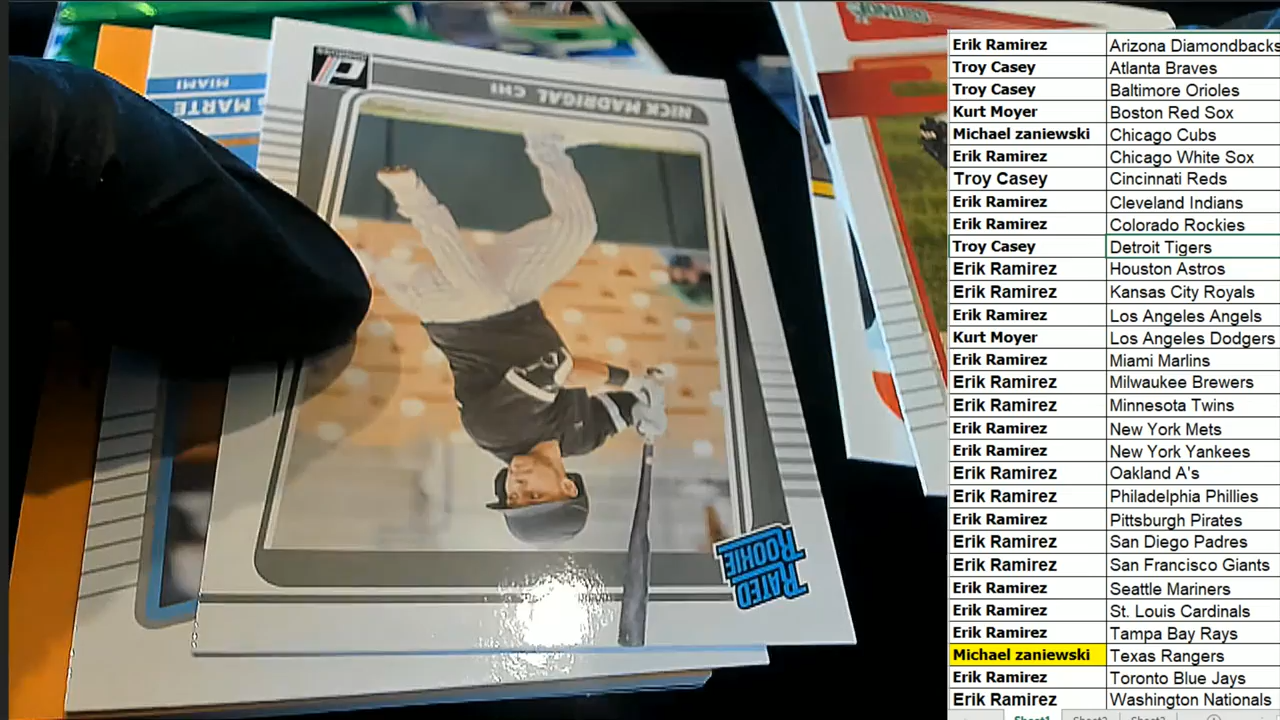 MIAMI
MARTE
NICK MADRIGAL CHI
RATED
ROOKIE
Erik Ramirez Arizona Diamondbacks
Troy Casey Atlanta Braves
Troy Casey Baltimore Orioles
Kurt Moyer Boston Red Sox
Michael zaniewski Chicago Cubs
Erik Ramirez Chicago White Sox
Troy Casey Cincinnati Reds
Erik Ramirez Cleveland Indians
Erik Ramirez Colorado Rockies
Troy Casey Detroit Tigers
Erik Ramirez Houston Astros
Erik Ramirez Kansas City Royals
Erik Ramirez Los Angeles Angels
Kurt Moyer Los Angeles Dodgers
Erik Ramirez Miami Marlins
Erik Ramirez Milwaukee Brewers
Erik Ramirez Minnesota Twins
Erik Ramirez New York Mets
Erik Ramirez New York Yankees
Erik Ramirez Oakland A's
Erik Ramirez Philadelphia Phillies
Erik Ramirez Pittsburgh Pirates
Erik Ramirez San Diego Padres
Erik Ramirez San Francisco Giants
Erik Ramirez Seattle Mariners
Erik Ramirez St. Louis Cardinals
Erik Ramirez Tampa Bay Rays
Michael zaniewski Texas Rangers
Erik Ramirez Toronto Blue Jays
Erik Ramirez Washington Nationals
Sheet1 Sheet2 Sheet3